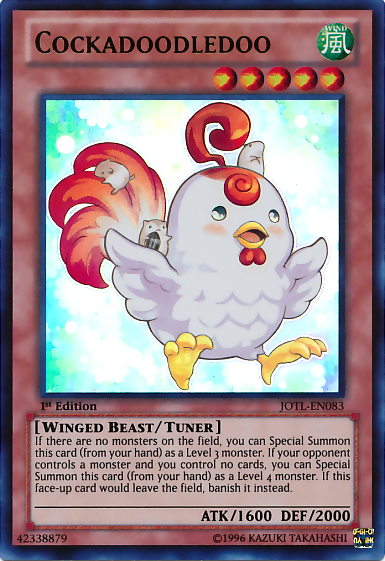 COCKADOODLEDOO
WIND
風
1st Edition
JOTL-EN083
[WINGED BEAST/TUNER]
If there are no monsters on the field, you can Special Summon
this card (from your hand) as a Level 3 monster. If your opponent
controls a monster and you control no cards, you can Special
Summon this card (from your hand) as a Level 4 monster. If this
face-up card would leave the field, banish it instead.
ATK/1600 DEF/2000
42338879
©1996 KAZUKI TAKAHASHI